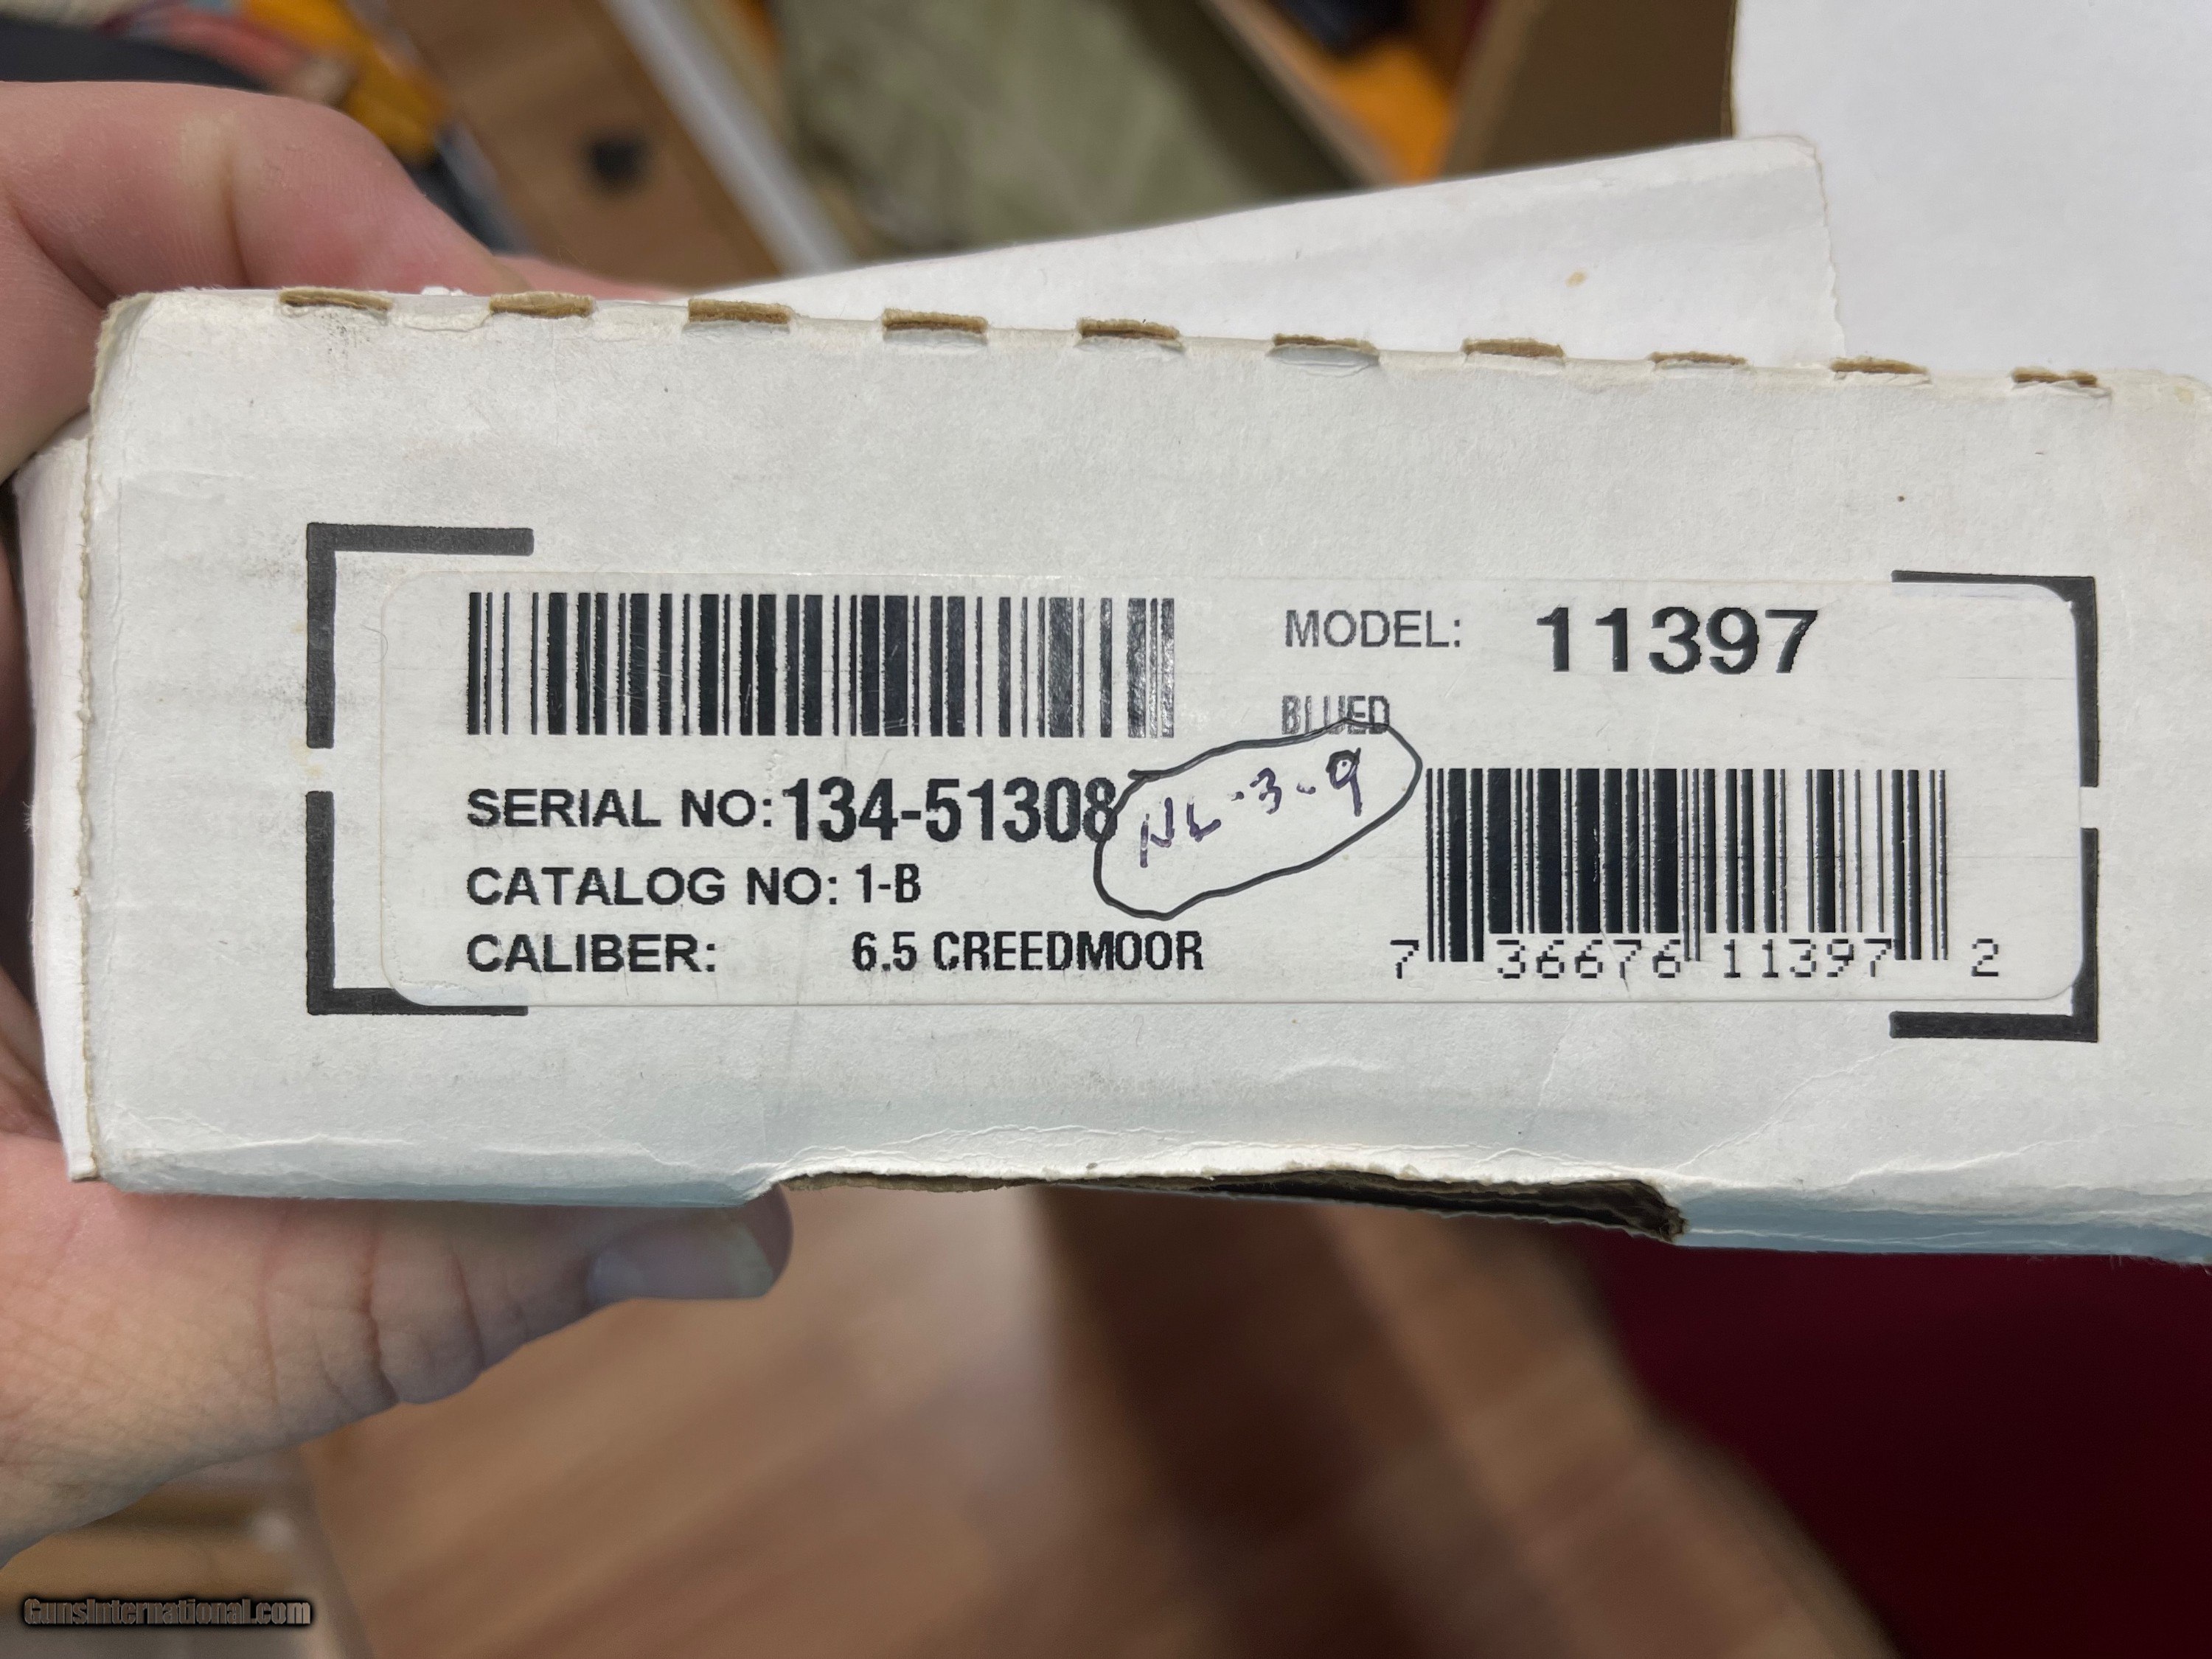 MODEL: 11397
BLUED
SERIAL NO: 134-51308
NL-3-9
CATALOG NO: 1-B
CALIBER: 6.5 CREEDMOOR
7 36676 11397 2
GunsInternational.com